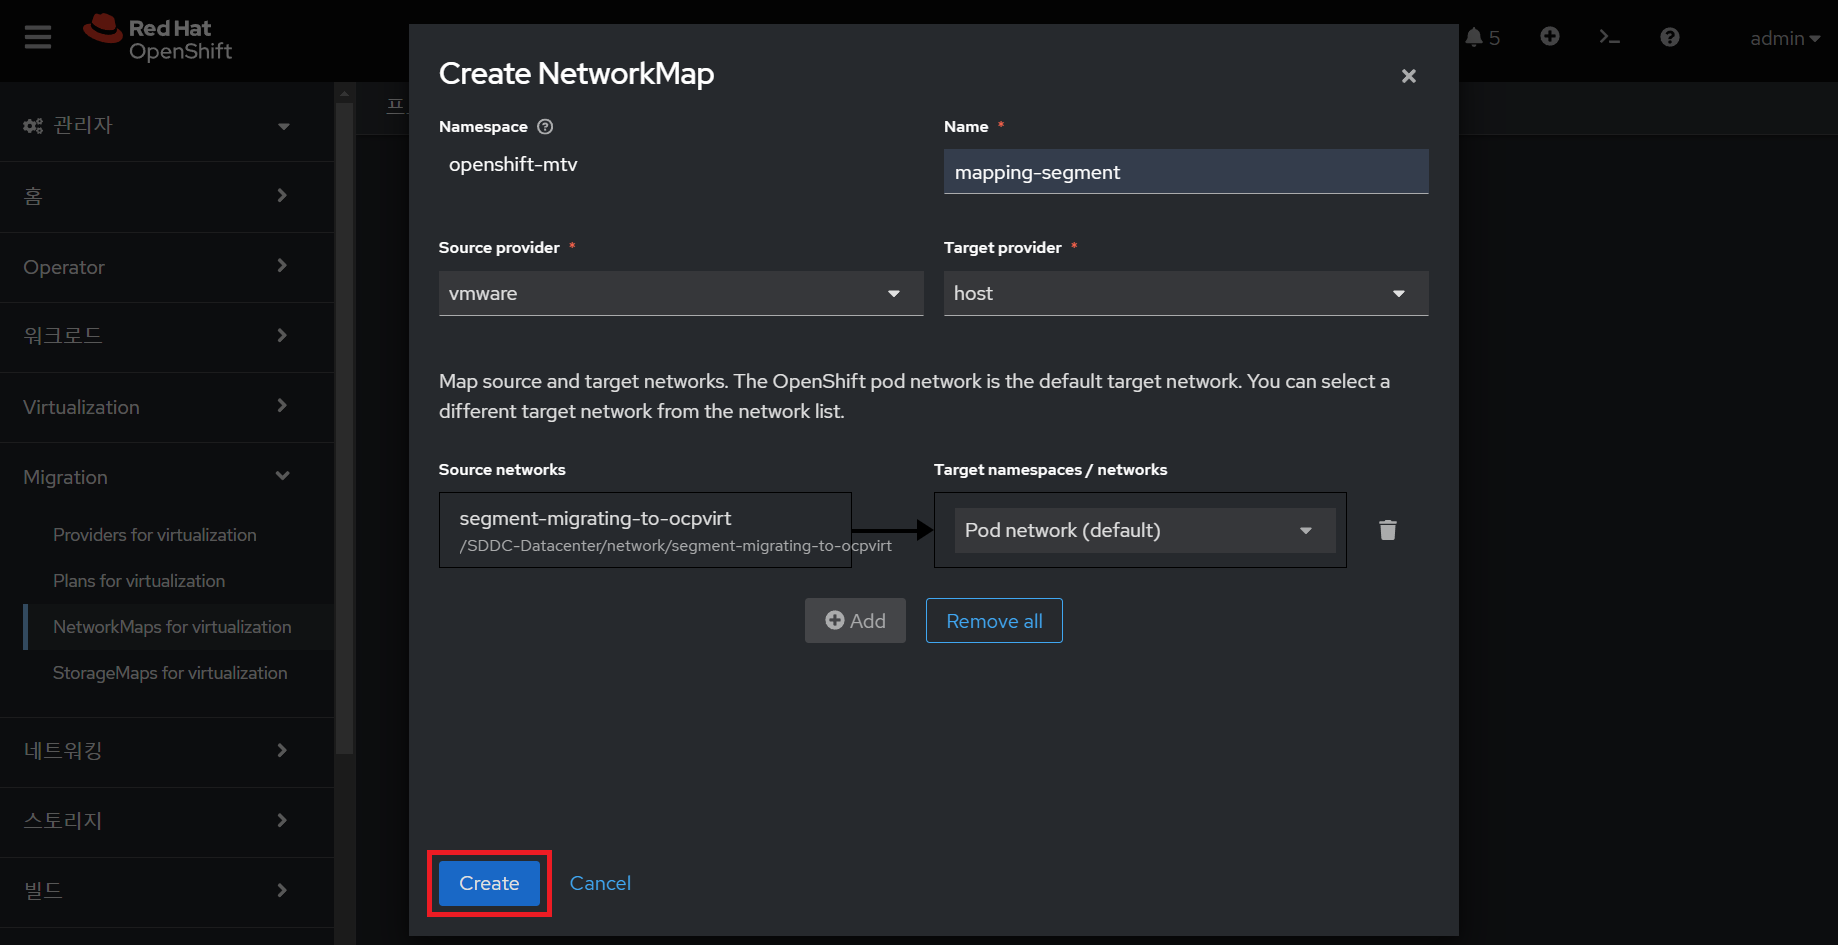 Red Hat
OpenShift
5
admin
관리자
홈
Operator
워크로드
Virtualization
Migration
Providers for virtualization
Plans for virtualization
NetworkMaps for virtualization
StorageMaps for virtualization
네트워킹
스토리지
빌드
Create NetworkMap
Namespace
openshift-mtv
Name *
mapping-segment
Source provider *
vmware
Target provider *
host
Map source and target networks. The OpenShift pod network is the default target network. You can select a
different target network from the network list.
Source networks
Target namespaces / networks
segment-migrating-to-ocpvirt
/SDDC-Datacenter/network/segment-migrating-to-ocpvirt
Pod network (default)
Add
Remove all
Create
Cancel